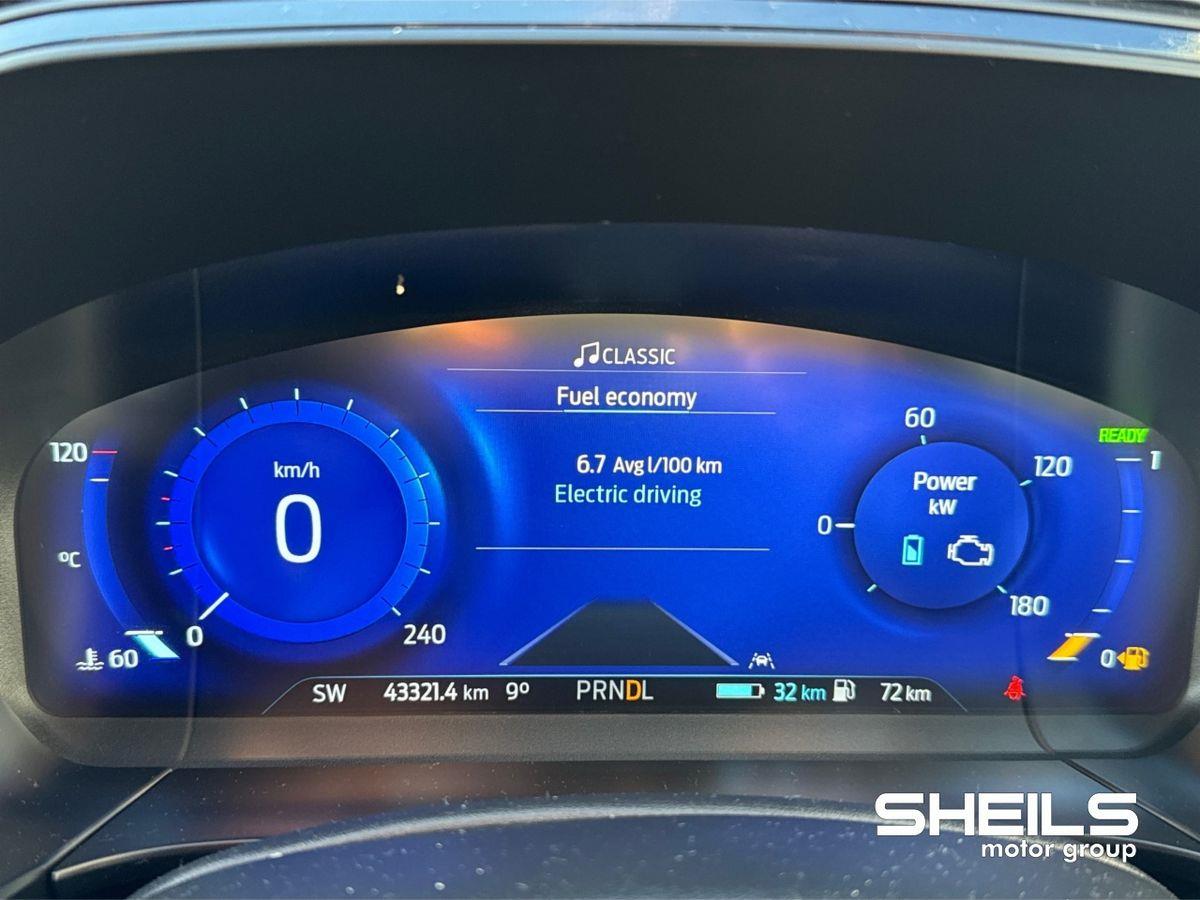 ♫ CLASSIC
Fuel economy
6.7 Avg l/100 km
Electric driving
120
°C
60
km/h
0
0
240
60
0
120
180
Power
kW
READY
1
0
SW 43321.4 km 9° PRNDL 32 km 72 km
SHEILS
motor group